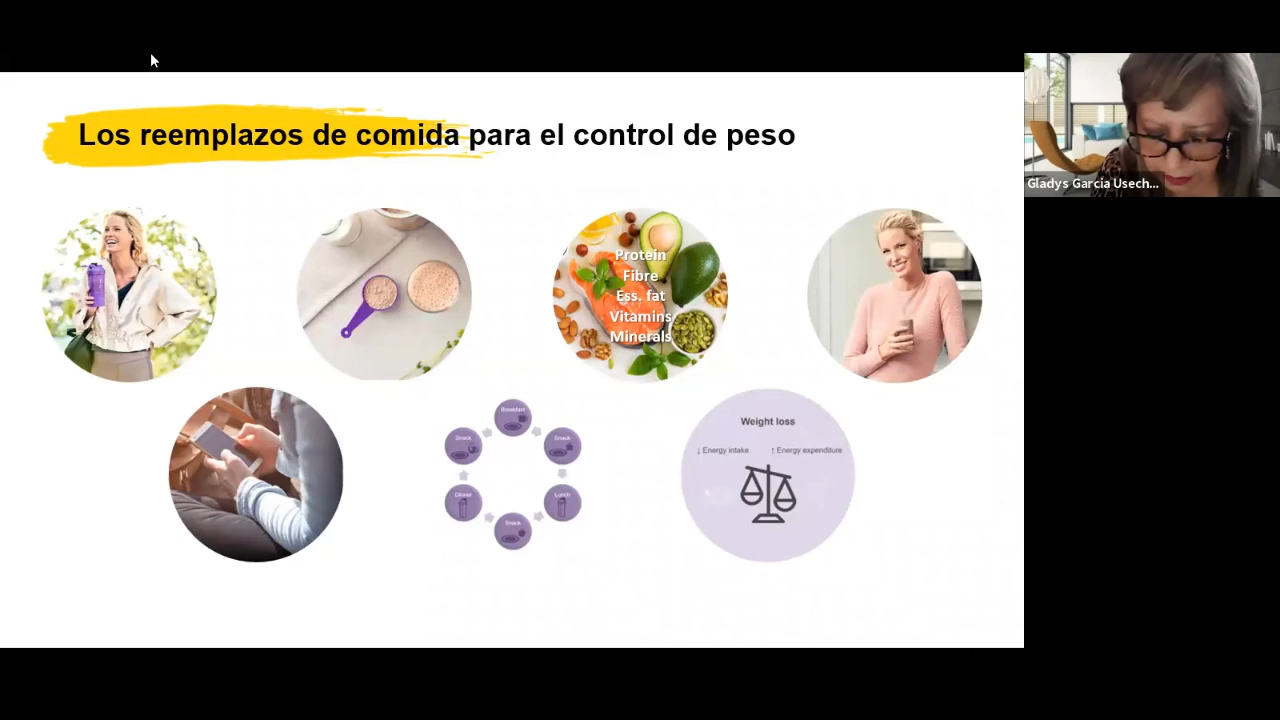 Los reemplazos de comida para el control de peso
Gladys Garcia Usech...
Protein
Fibre
Ess. fat
Vitamins
Minerals
Breakfast
Snack
Snack
Dinner
Lunch
Snack
Weight loss
↓ Energy intake ↑ Energy expenditure